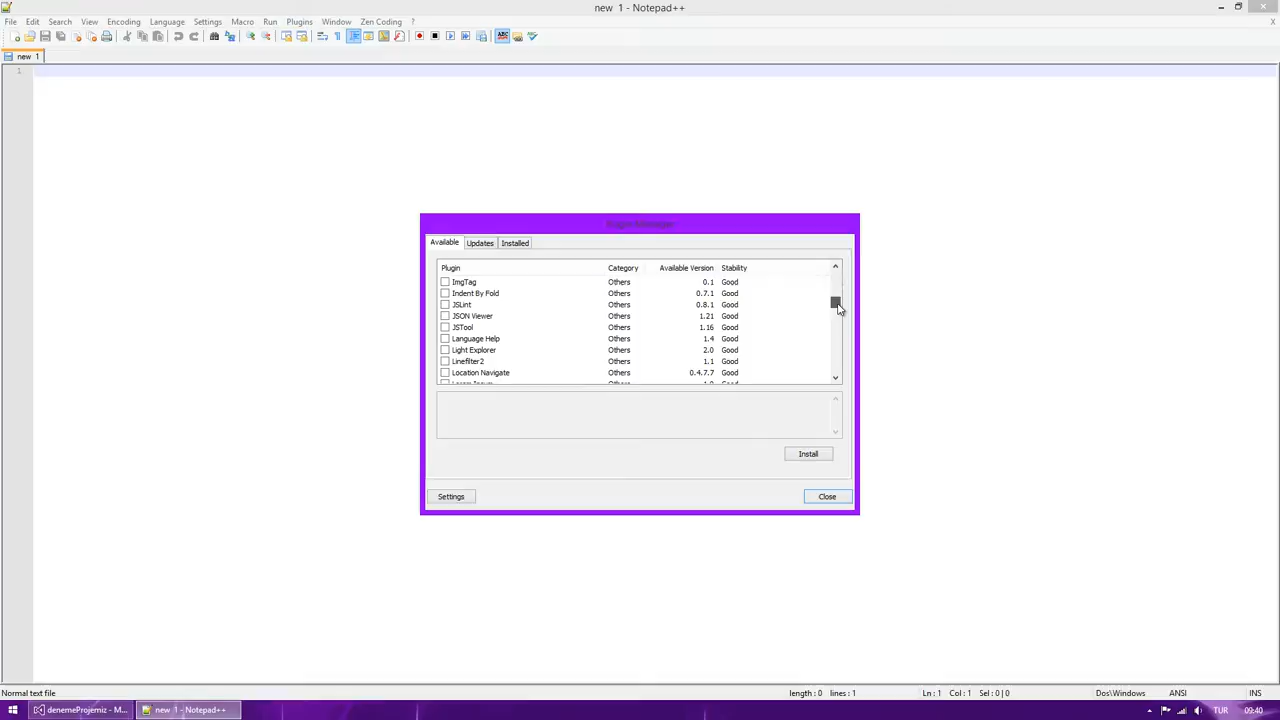 new 1 - Notepad++
File Edit Search View Encoding Language Settings Macro Run Plugins Window Zen Coding ?
X
new 1
1
Available Updates Installed
Plugin Category Available Version Stability
ImgTag Others 0.1 Good
Indent By Fold Others 0.7.1 Good
JSLint Others 0.8.1 Good
JSON Viewer Others 1.21 Good
JSTool Others 1.16 Good
Language Help Others 1.4 Good
Light Explorer Others 2.0 Good
Linefilter2 Others 1.1 Good
Location Navigate Others 0.4.7.7 Good
Install
Settings Close
Normal text file length : 0 lines : 1 Ln : 1 Col : 1 Sel : 0 | 0 Dos\Windows ANSI INS
denemeProjemiz - M... new 1 - Notepad++ TUR 09:40